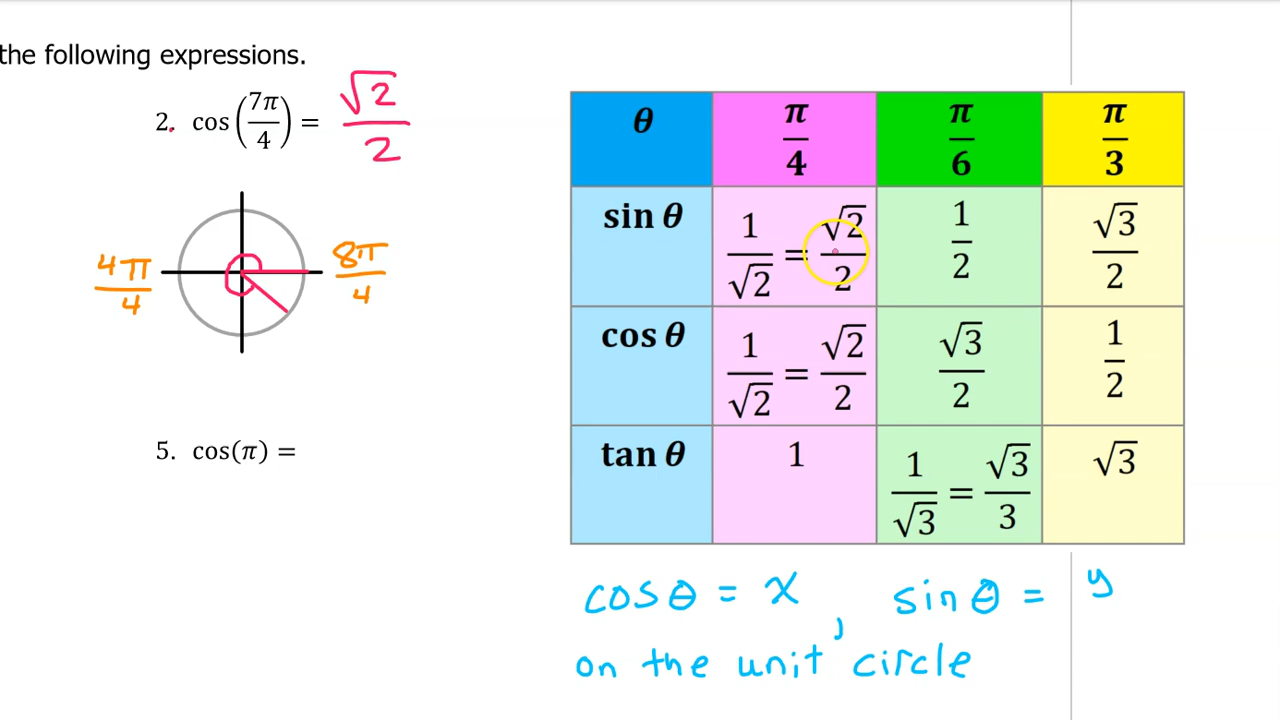 the following expressions.
2. cos(7π/4) = √2/2
4π/4
8π/4
5. cos(π) =
θ π/4 π/6 π/3
sin θ 1/√2 = √2/2 1/2 √3/2
cos θ 1/√2 = √2/2 √3/2 1/2
tan θ 1 1/√3 = √3/3 √3
cosθ = x, sinθ = y
on the unit circle